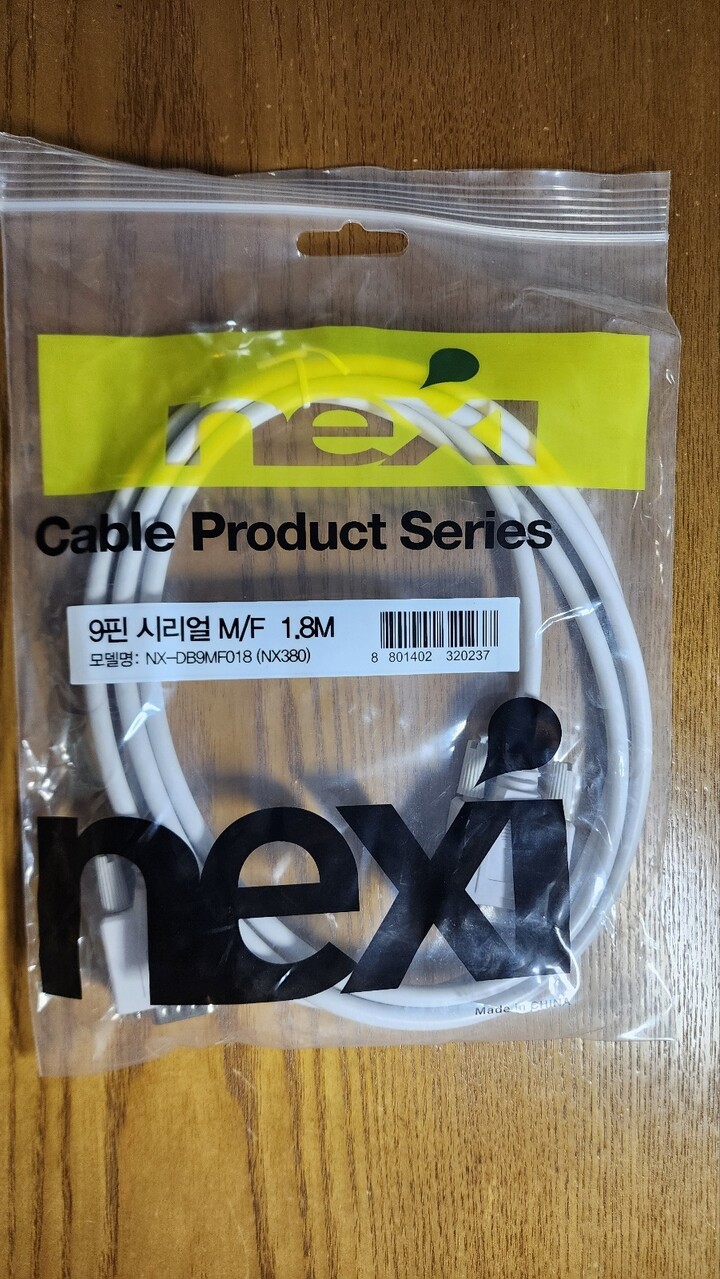 nexi
Cable Product Series
9핀 시리얼 M/F 1.8M
모델명: NX-DB9MF018 (NX380)
8 801402 320237
nexi
Made in CHINA